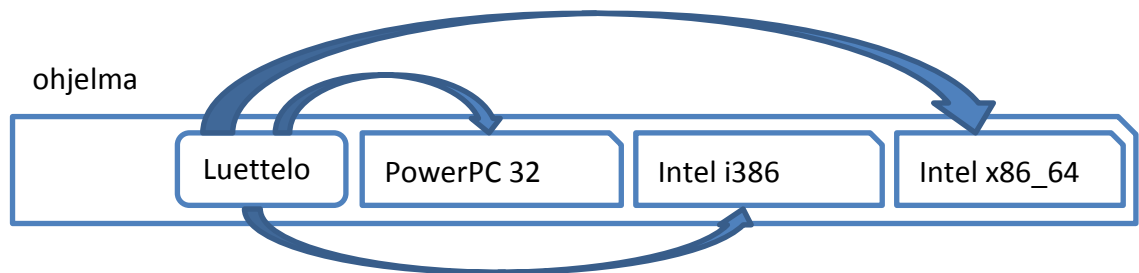 ohjelma
Luettelo
PowerPC 32
Intel i386
Intel x86_64